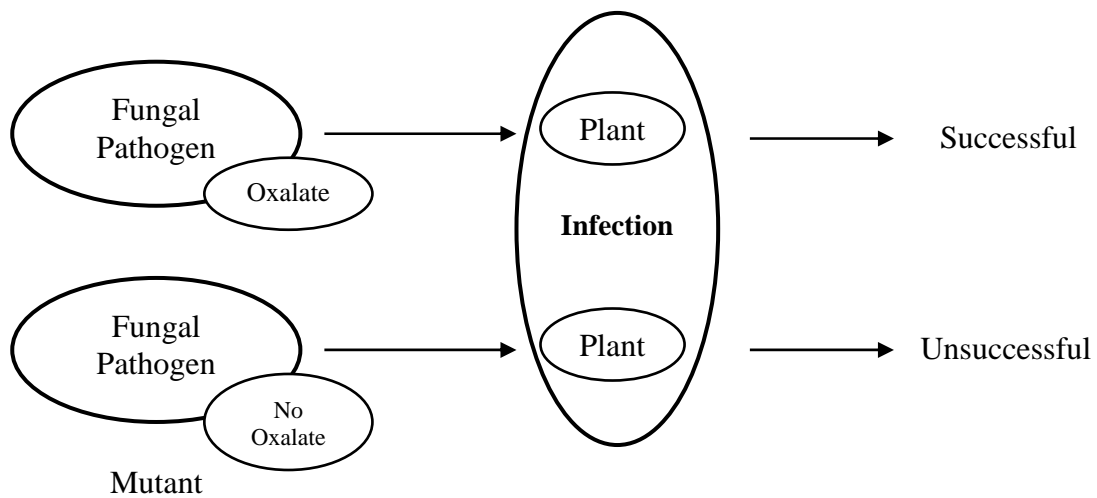 Fungal
Pathogen
Oxalate
Plant
Successful
Infection
Fungal
Pathogen
No
Oxalate
Plant
Unsuccessful
Mutant